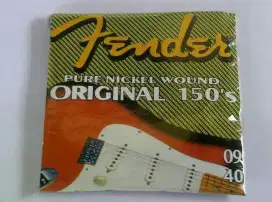 Fender
PURE NICKEL WOUND
ORIGINAL 150's
09
40